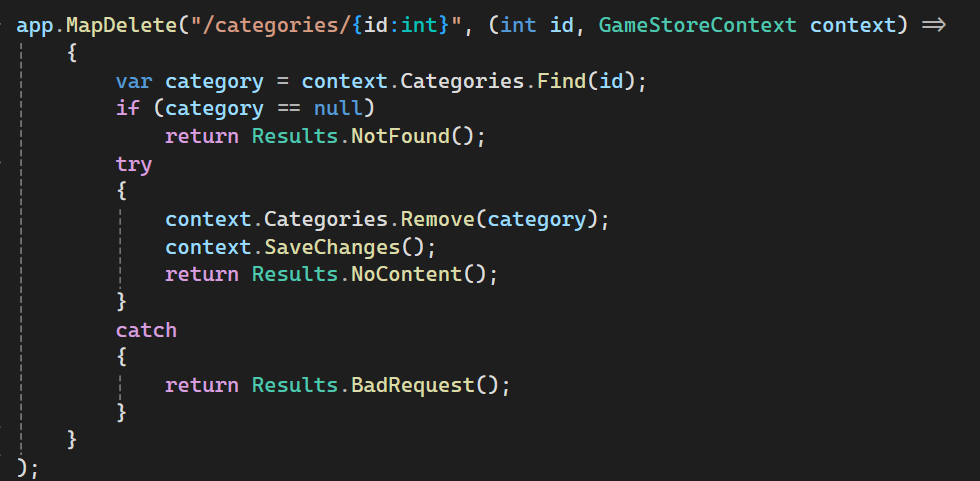 app.MapDelete("/categories/{id:int}", (int id, GameStoreContext context) =>
{
var category = context.Categories.Find(id);
if (category == null)
return Results.NotFound();
try
{
context.Categories.Remove(category);
context.SaveChanges();
return Results.NoContent();
}
catch
{
return Results.BadRequest();
}
}
);